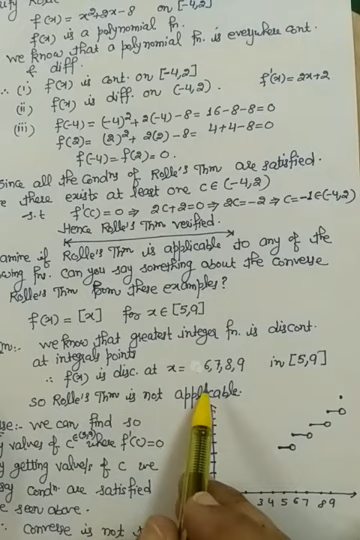 f(x) = x²+2x-8 on [-4,2]
f(x) is a polynomial fn.
we know that a polynomial fn. is everywhere cont.
& diff.
∴ (i) f(x) is cont. on [-4,2]
(ii) f(x) is diff. on (-4,2). f'(x) = 2x+2
(iii) f(-4) = (-4)²+2(-4)-8 = 16-8-8=0
f(2) = (2)²+2(2)-8 = 4+4-8=0
f(-4) = f(2) = 0.
Since all the Condns of Rolle's Thm are satisfied.
there exists at least one c∈(-4,2)
s.t f'(c) = 0 ⇒ 2c+2=0 ⇒ 2c=-2 ⇒ c=-1∈(-4,2)
Hence Rolle's Thm verified.
if Rolle's Thm is applicable to any of the
fns. Can you say something about the converse
Rolle's Thm from these examples?
f(x) = [x] for x∈[5,9]
we know that greatest integer fn. is discont.
at integral points
∴ f(x) is disc. at x = 6,7,8,9 in [5,9]
So Rolle's Thm is not applicable.
:- we can find so
values of c∈(5,9) where f'(c)=0
getting value/s of c we
say condn. are satisfied
seen above.
∴ converse is not
3 4 5 6 7 8 9